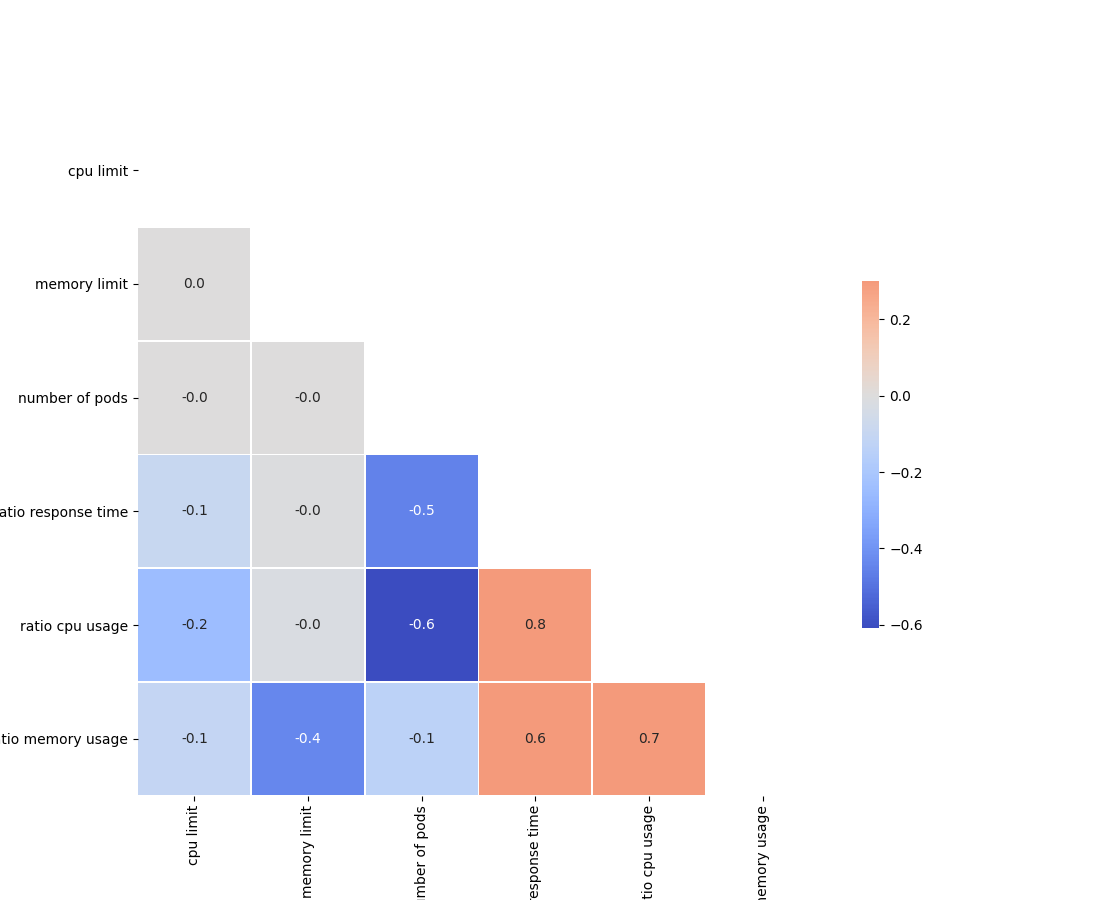 cpu limit
memory limit 0.0
number of pods -0.0 -0.0
atio response time -0.1 -0.0 -0.5
ratio cpu usage -0.2 -0.0 -0.6 0.8
tio memory usage -0.1 -0.4 -0.1 0.6 0.7
cpu limit
memory limit
mber of pods
response time
tio cpu usage
emory usage
0.2
0.0
−0.2
−0.4
−0.6